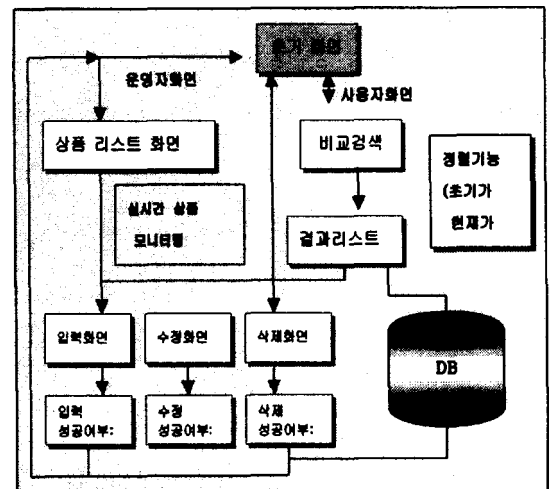 초기 화면
운영자화면
사용자화면
상품 리스트 화면
비교검색
정렬기능
(초기가
현재가
실시간 상품
모니터링
결과리스트
입력화면
수정화면
삭제화면
DB
입력
성공여부:
수정
성공여부:
삭제
성공여부: